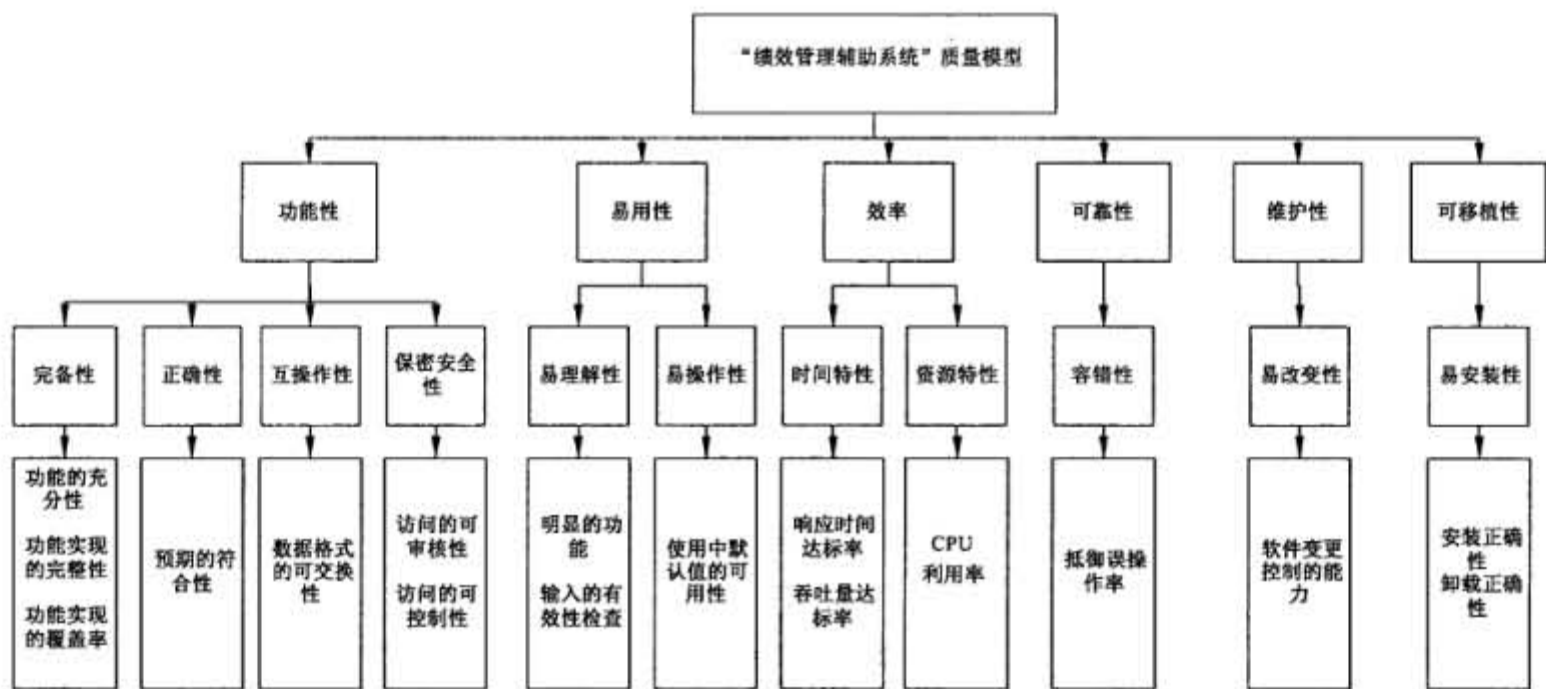 “绩效管理辅助系统”质量模型
功能性
易用性
效率
可靠性
维护性
可移植性
完备性
正确性
互操作性
保密安全
性
易理解性
易操作性
时间特性
资源特性
容错性
易改变性
易安装性
功能的充
分性
功能实现
的完整性
功能实现
的覆盖率
预期的符
合性
数据格式
的可交换
性
访问的可
审核性
访问的可
控制性
明显的功
能
输入的有
效性检查
使用中默
认值的可
用性
响应时间
达标率
吞吐量达
标率
CPU
利用率
抵御误操
作率
软件变更
控制的能
力
安装正确
性
卸载正确
性